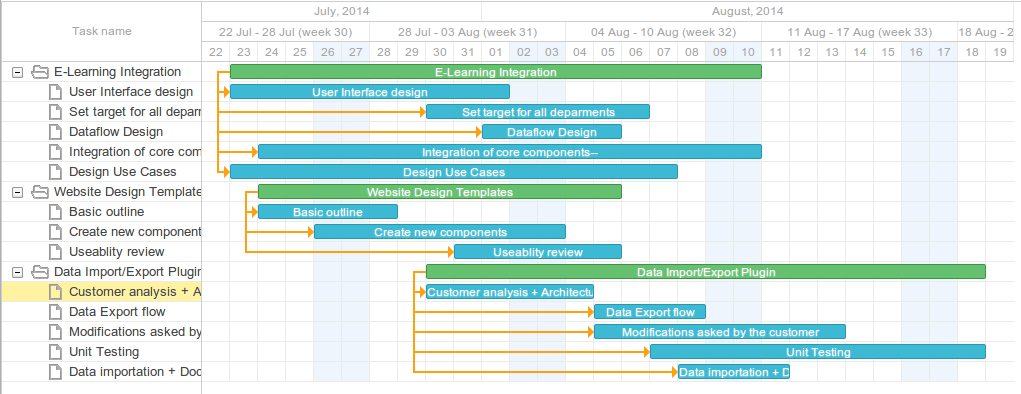 July, 2014 August, 2014
Task name
22 Jul - 28 Jul (week 30) 28 Jul - 03 Aug (week 31) 04 Aug - 10 Aug (week 32) 11 Aug - 17 Aug (week 33) 18 Aug - 2
22 23 24 25 26 27 28 29 30 31 01 02 03 04 05 06 07 08 09 10 11 12 13 14 15 16 17 18 19
E-Learning Integration E-Learning Integration
User Interface design User Interface design
Set target for all deparm Set target for all deparments
Dataflow Design Dataflow Design
Integration of core com Integration of core components--
Design Use Cases Design Use Cases
Website Design Template Website Design Templates
Basic outline Basic outline
Create new component Create new components
Useablity review Useablity review
Data Import/Export Plugin Data Import/Export Plugin
Customer analysis + A Customer analysis + Architectu
Data Export flow Data Export flow
Modifications asked by Modifications asked by the customer
Unit Testing Unit Testing
Data importation + Doc Data importation + D